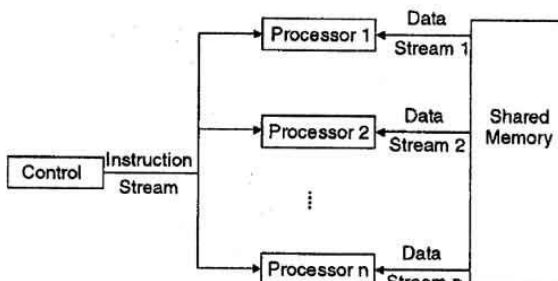 Processor 1
Data
Stream 1
Processor 2
Data
Stream 2
Shared
Memory
Control
Instruction
Stream
Processor n
Data